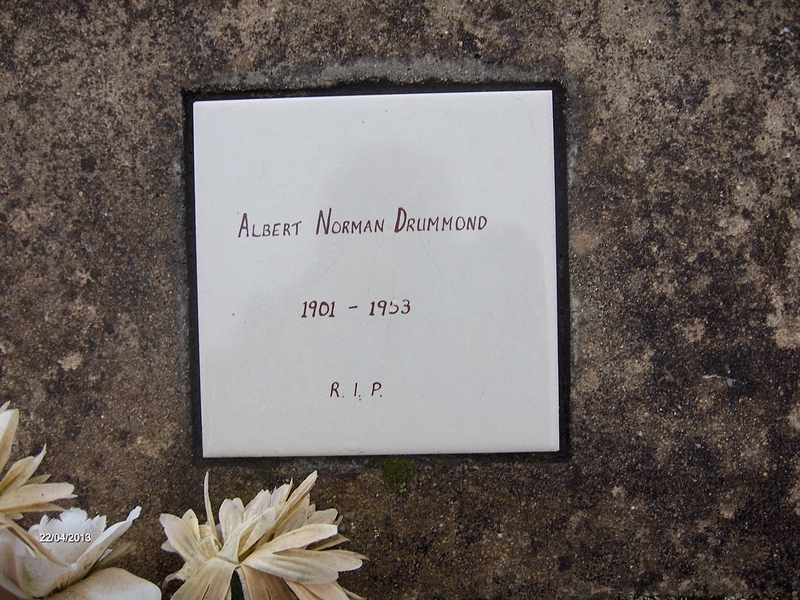 Albert Norman Drummond
1901 - 1953
R. I. P.
22/04/2013